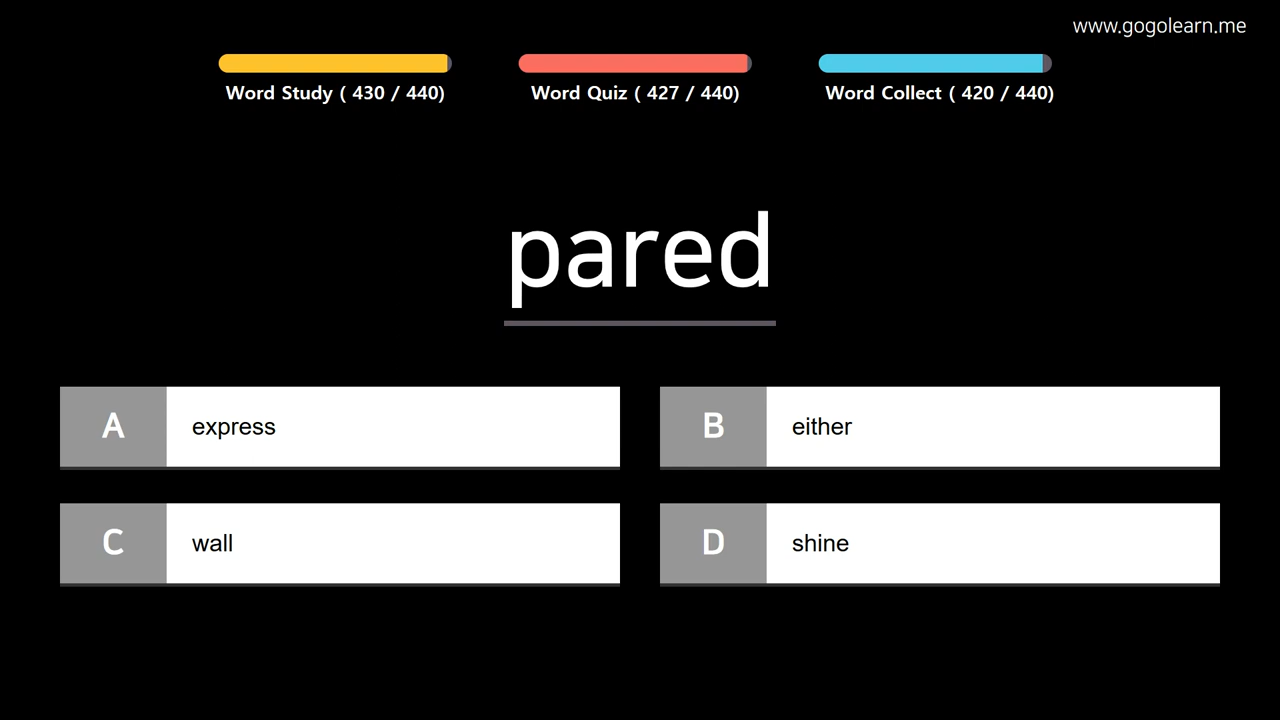 www.gogolearn.me
Word Study ( 430 / 440)
Word Quiz ( 427 / 440)
Word Collect ( 420 / 440)
pared
A express
B either
C wall
D shine